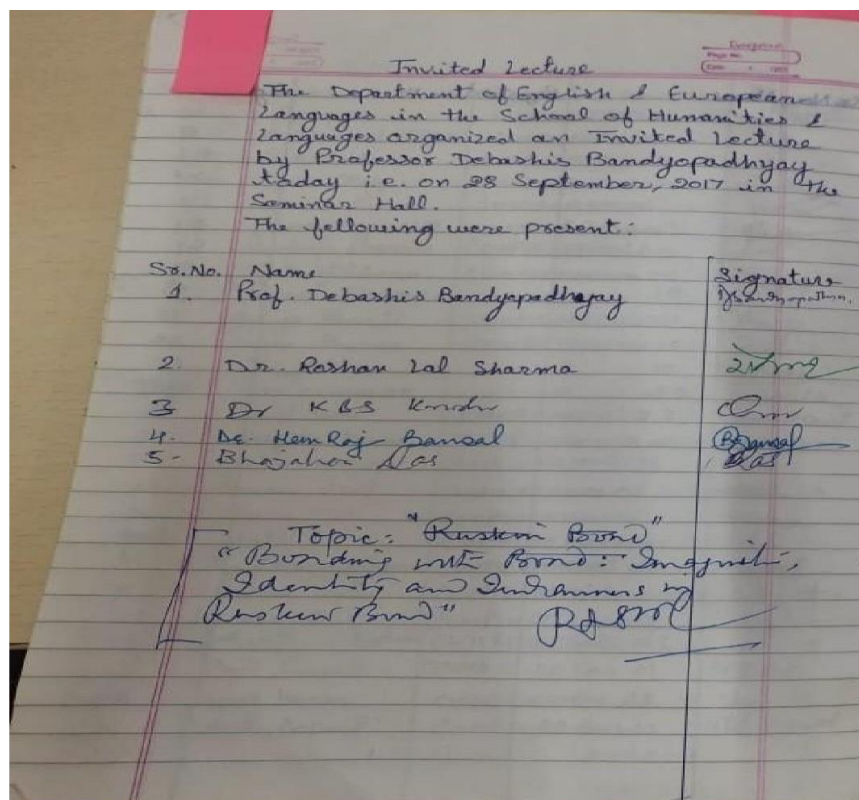 Invited Lecture
The Department of English & European
Languages in the School of Humanities &
Languages organized an Invited Lecture
by Professor Debashis Bandyopadhyay
today i.e. on 28 September, 2017 in the
Seminar Hall.
The following were present:
Sr. No. Name Signature
1. Prof. Debashis Bandyopadhyay
2. Dr. Roshan Lal Sharma
3 Dr KBS
4. Dr. Hem Raj Bansal Bansal
5- Das Das
Topic: "Ruskin Bond"
"Bonding with Bond:
Identity and in
Ruskin Bond"